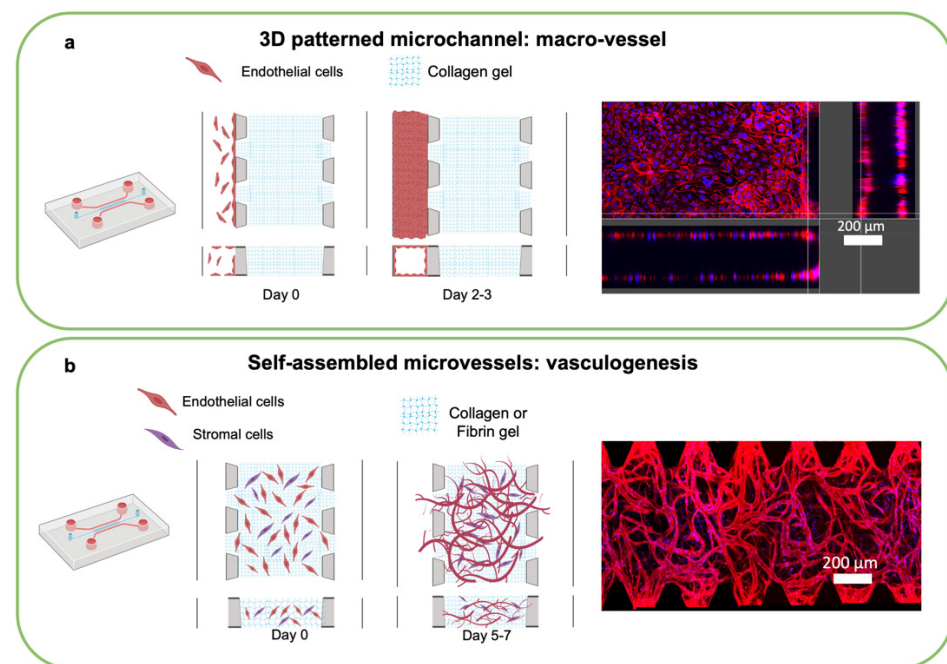 a
3D patterned microchannel: macro-vessel
Endothelial cells
Collagen gel
200 μm
Day 0
Day 2-3
b
Self-assembled microvessels: vasculogenesis
Endothelial cells
Stromal cells
Collagen or
Fibrin gel
200 μm
Day 0
Day 5-7